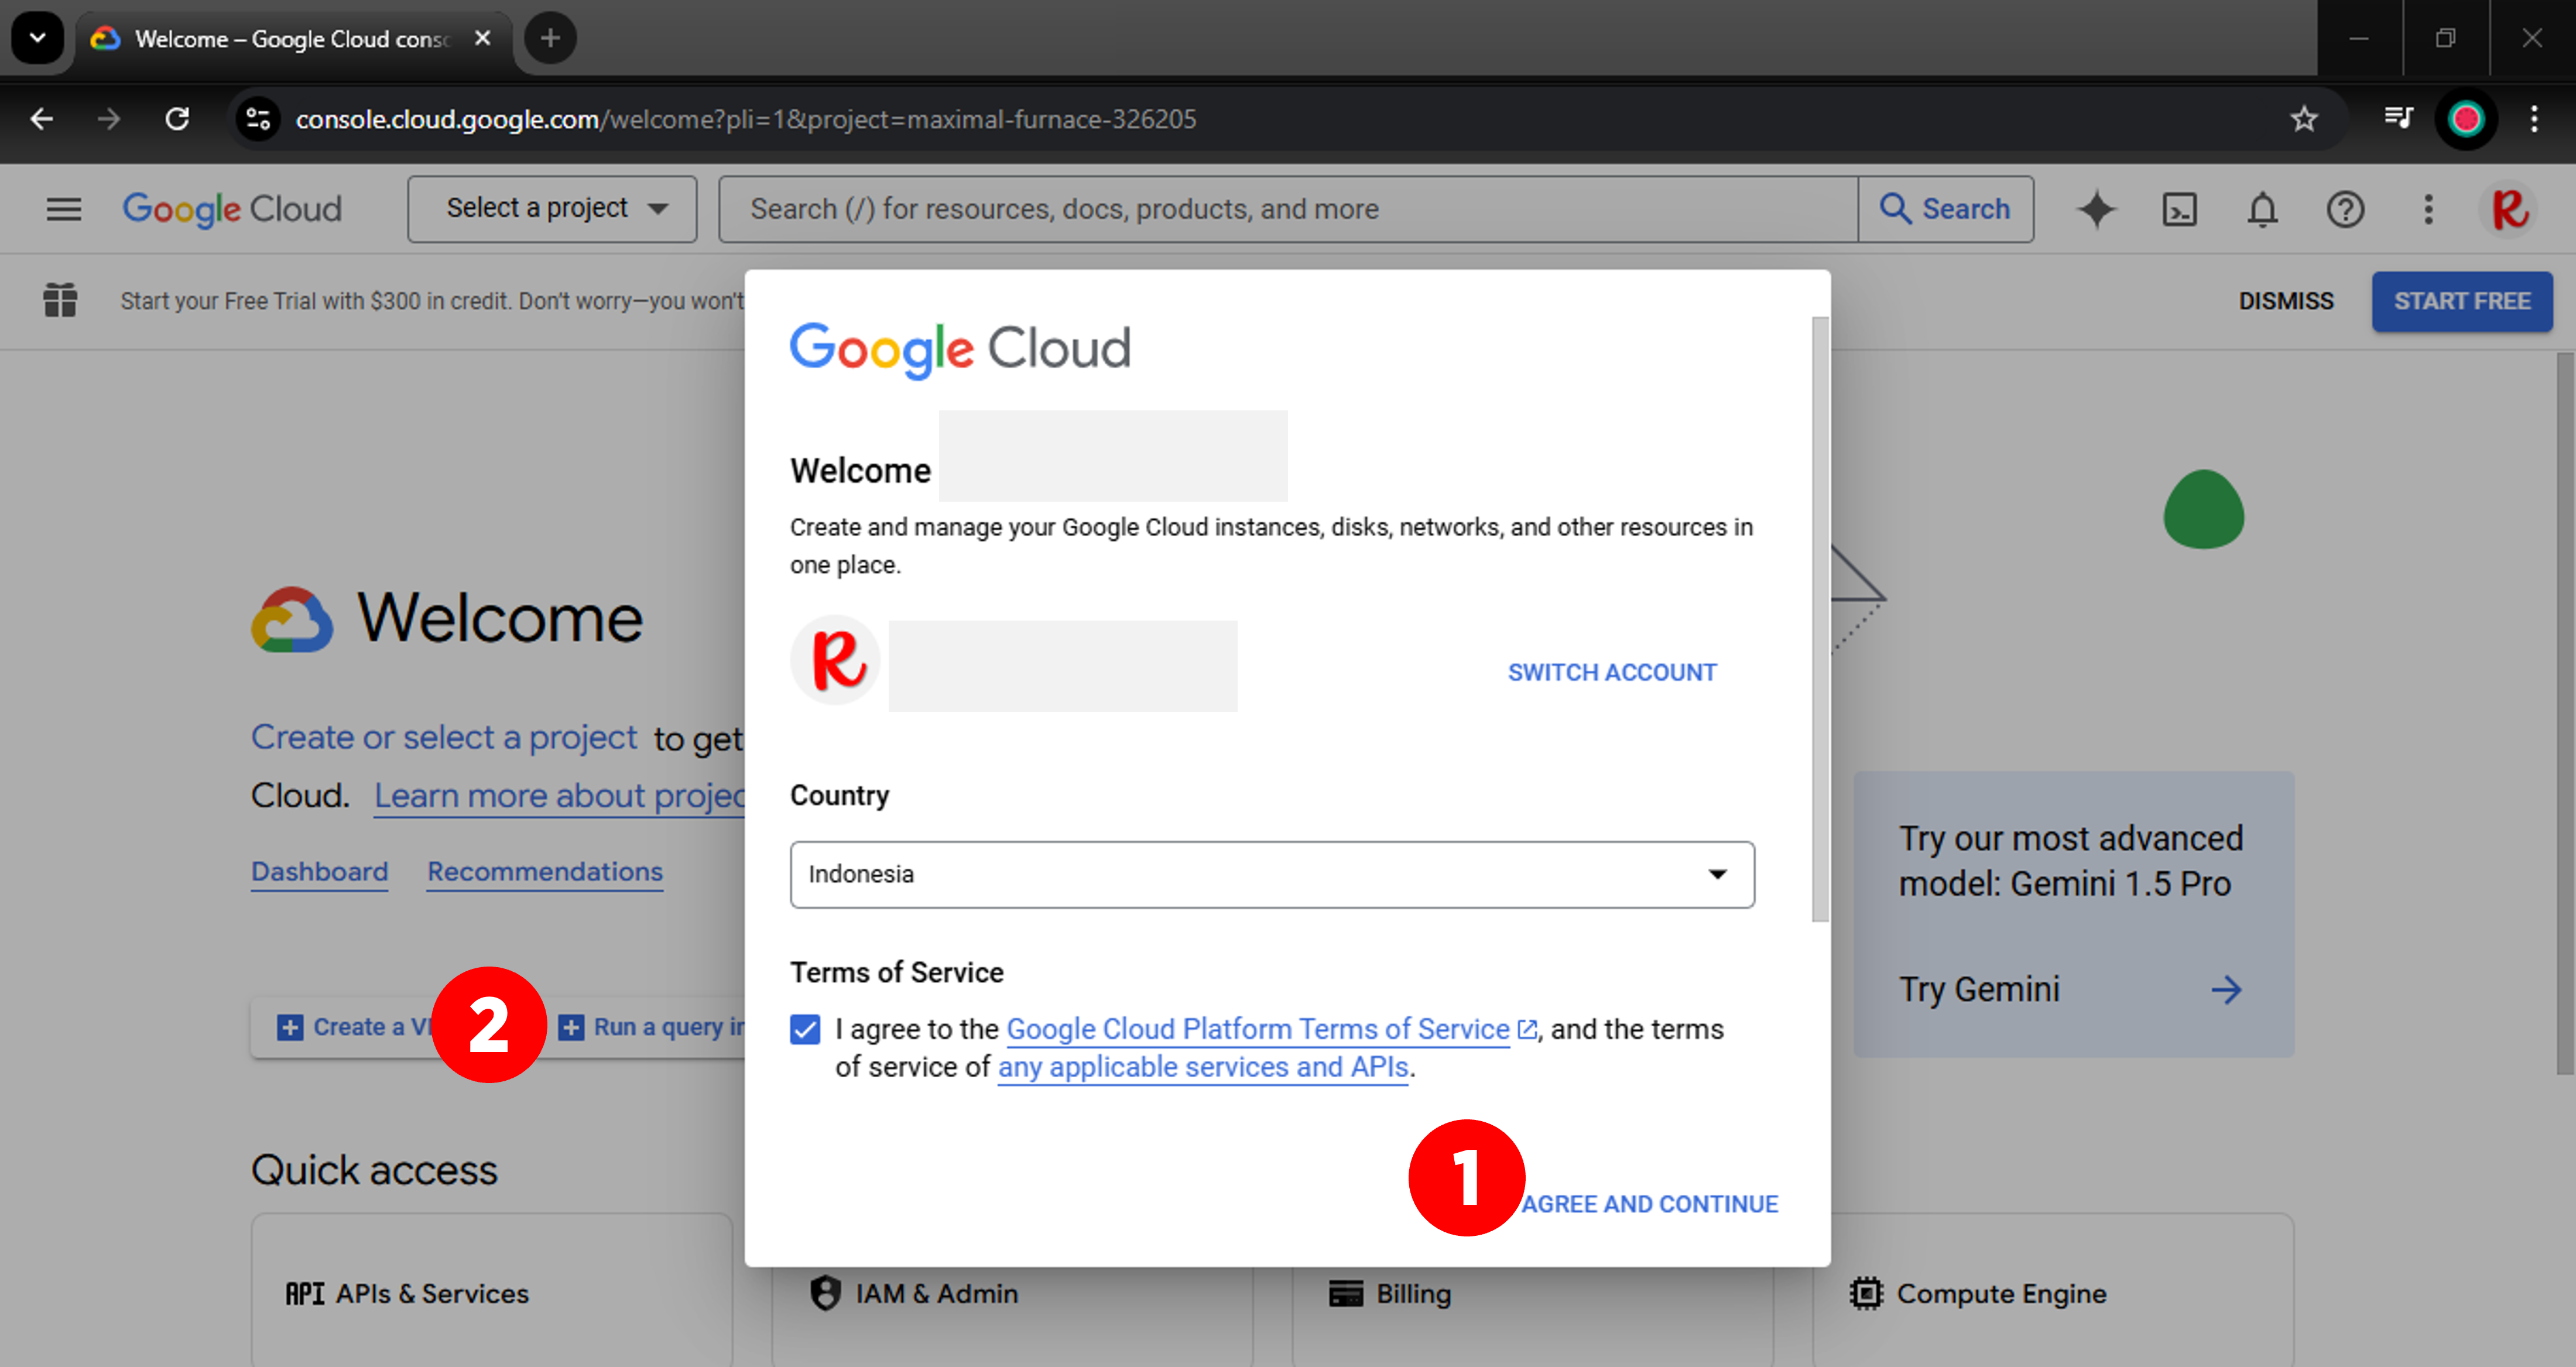 Welcome – Google Cloud conso
console.cloud.google.com/welcome?pli=1&project=maximal-furnace-326205
Google Cloud
Select a project
Search (/) for resources, docs, products, and more
Search
R
Start your Free Trial with $300 in credit. Don't worry—you won't
DISMISS
START FREE
Google Cloud
Welcome
Create and manage your Google Cloud instances, disks, networks, and other resources in
one place.
R
SWITCH ACCOUNT
Country
Indonesia
Terms of Service
I agree to the Google Cloud Platform Terms of Service, and the terms
of service of any applicable services and APIs.
1
AGREE AND CONTINUE
Welcome
Create or select a project to get
Cloud. Learn more about projec
Dashboard
Recommendations
Create a V
2
Run a query in
Try our most advanced
model: Gemini 1.5 Pro
Try Gemini
Quick access
API APIs & Services
IAM & Admin
Billing
Compute Engine